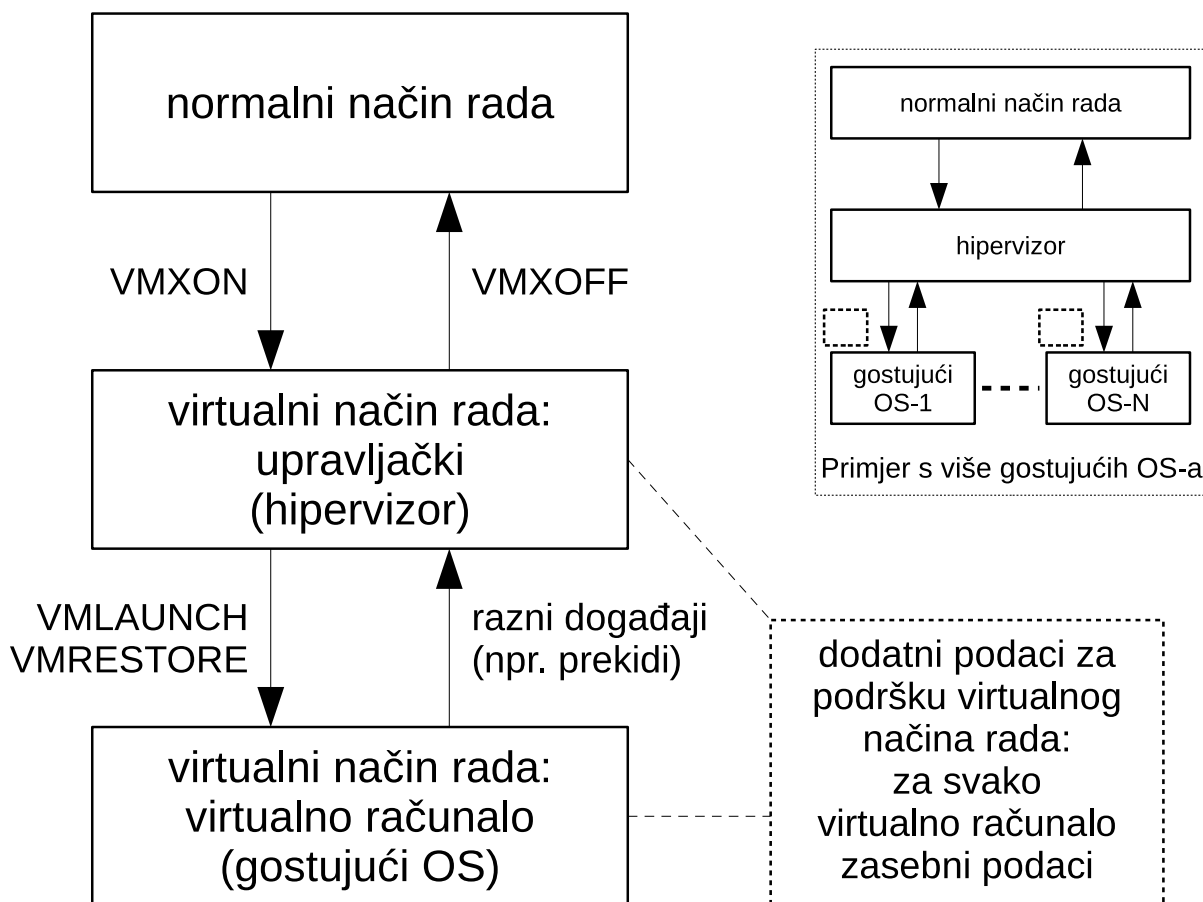 normalni način rada
VMXON
VMXOFF
virtualni način rada:
upravljački
(hipervizor)
VMLAUNCH
VMRESTORE
razni događaji
(npr. prekidi)
virtualni način rada:
virtualno računalo
(gostujući OS)
dodatni podaci za
podršku virtualnog
načina rada:
za svako
virtualno računalo
zasebni podaci
normalni način rada
hipervizor
gostujući
OS-1
gostujući
OS-N
Primjer s više gostujućih OS-a